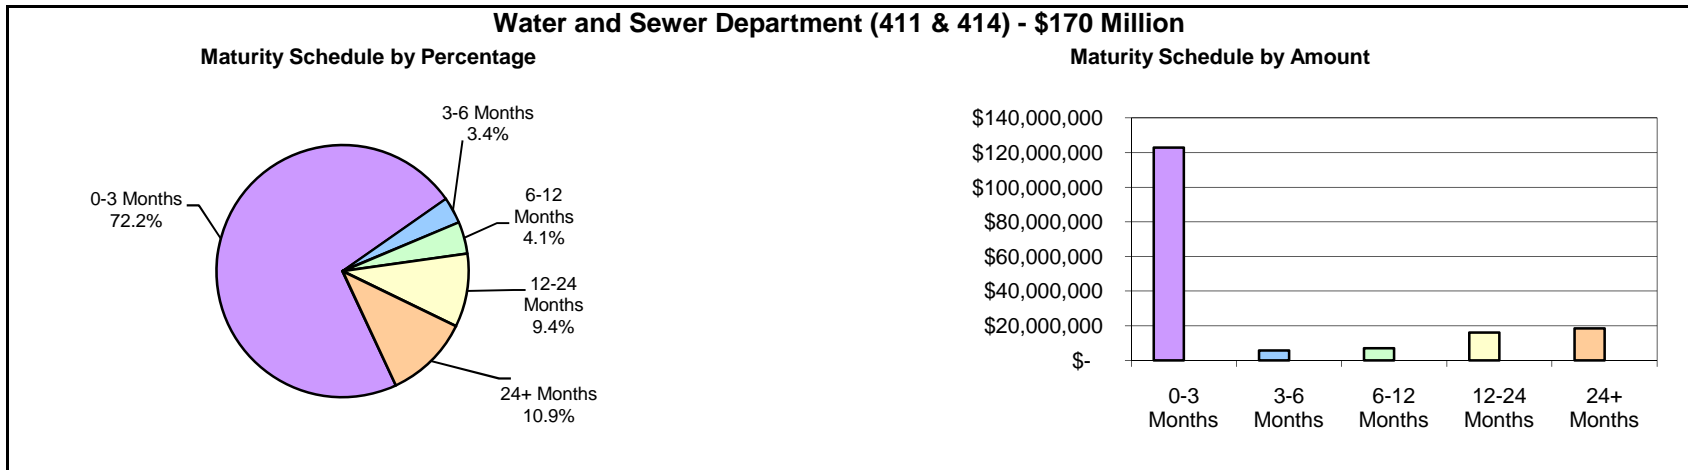 Water and Sewer Department (411 & 414) - $170 Million
Maturity Schedule by Percentage
3-6 Months
3.4%
0-3 Months
72.2%
6-12
Months
4.1%
12-24
Months
9.4%
24+ Months
10.9%
Maturity Schedule by Amount
$140,000,000
$120,000,000
$100,000,000
$80,000,000
$60,000,000
$40,000,000
$20,000,000
$-
0-3 3-6 6-12 12-24 24+
Months Months Months Months Months